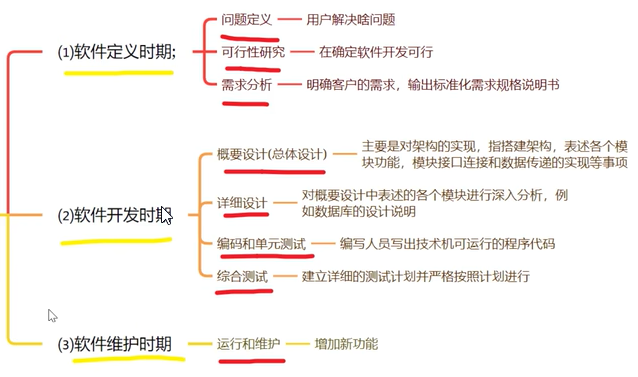 (1)软件定义时期;
问题定义
用户解决啥问题
可行性研究
在确定软件开发可行
需求分析
明确客户的需求，输出标准化需求规格说明书
(2)软件开发时期
概要设计(总体设计)
主要是对架构的实现，指搭建架构，表述各个模
块功能，模块接口连接和数据传递的实现等事项
详细设计
对概要设计中表述的各个模块进行深入分析，例
如数据库的设计说明
编码和单元测试
编写人员写出技术机可运行的程序代码
综合测试
建立详细的测试计划并严格按照计划进行
(3)软件维护时期
运行和维护
增加新功能